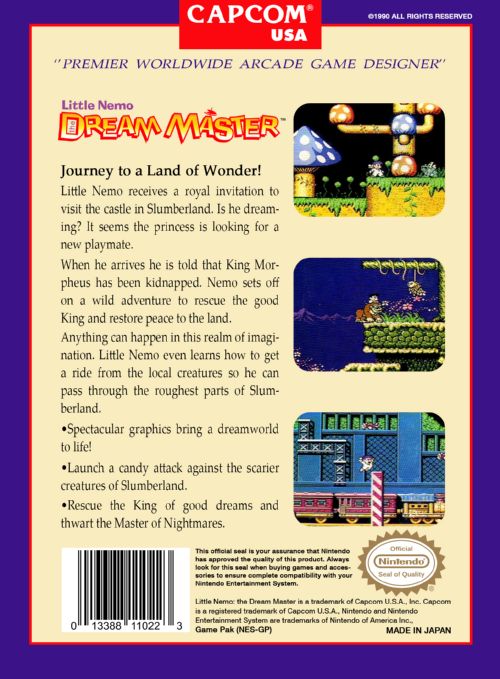 CAPCOM®
USA
©1990 ALL RIGHTS RESERVED
"PREMIER WORLDWIDE ARCADE GAME DESIGNER"
Little Nemo
the DREAM MASTER™
Journey to a Land of Wonder!
Little Nemo receives a royal invitation to
visit the castle in Slumberland. Is he dream-
ing? It seems the princess is looking for a
new playmate.
When he arrives he is told that King Mor-
pheus has been kidnapped. Nemo sets off
on a wild adventure to rescue the good
King and restore peace to the land.
Anything can happen in this realm of imagi-
nation. Little Nemo even learns how to get
a ride from the local creatures so he can
pass through the roughest parts of Slum-
berland.
•Spectacular graphics bring a dreamworld
to life!
•Launch a candy attack against the scarier
creatures of Slumberland.
•Rescue the King of good dreams and
thwart the Master of Nightmares.
This official seal is your assurance that Nintendo
has approved the quality of this product. Always
look for this seal when buying games and acces-
sories to ensure complete compatibility with your
Nintendo Entertainment System.
Official
Nintendo®
Seal of Quality
Little Nemo: the Dream Master is a trademark of Capcom U.S.A., Inc. Capcom
is a registered trademark of Capcom U.S.A., Nintendo and Nintendo
Entertainment System are trademarks of Nintendo of America Inc.,
Game Pak (NES-GP)
MADE IN JAPAN
0 13388 11022 3